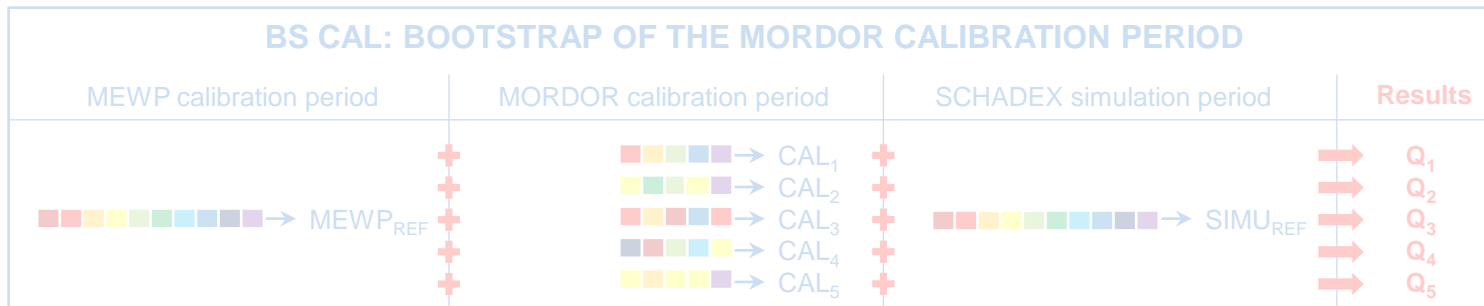 BS CAL: BOOTSTRAP OF THE MORDOR CALIBRATION PERIOD
MEWP calibration period MORDOR calibration period SCHADEX simulation period Results
CAL1 Q1
CAL2 Q2
MEWPREF CAL3 SIMUREF Q3
CAL4 Q4
CAL5 Q5